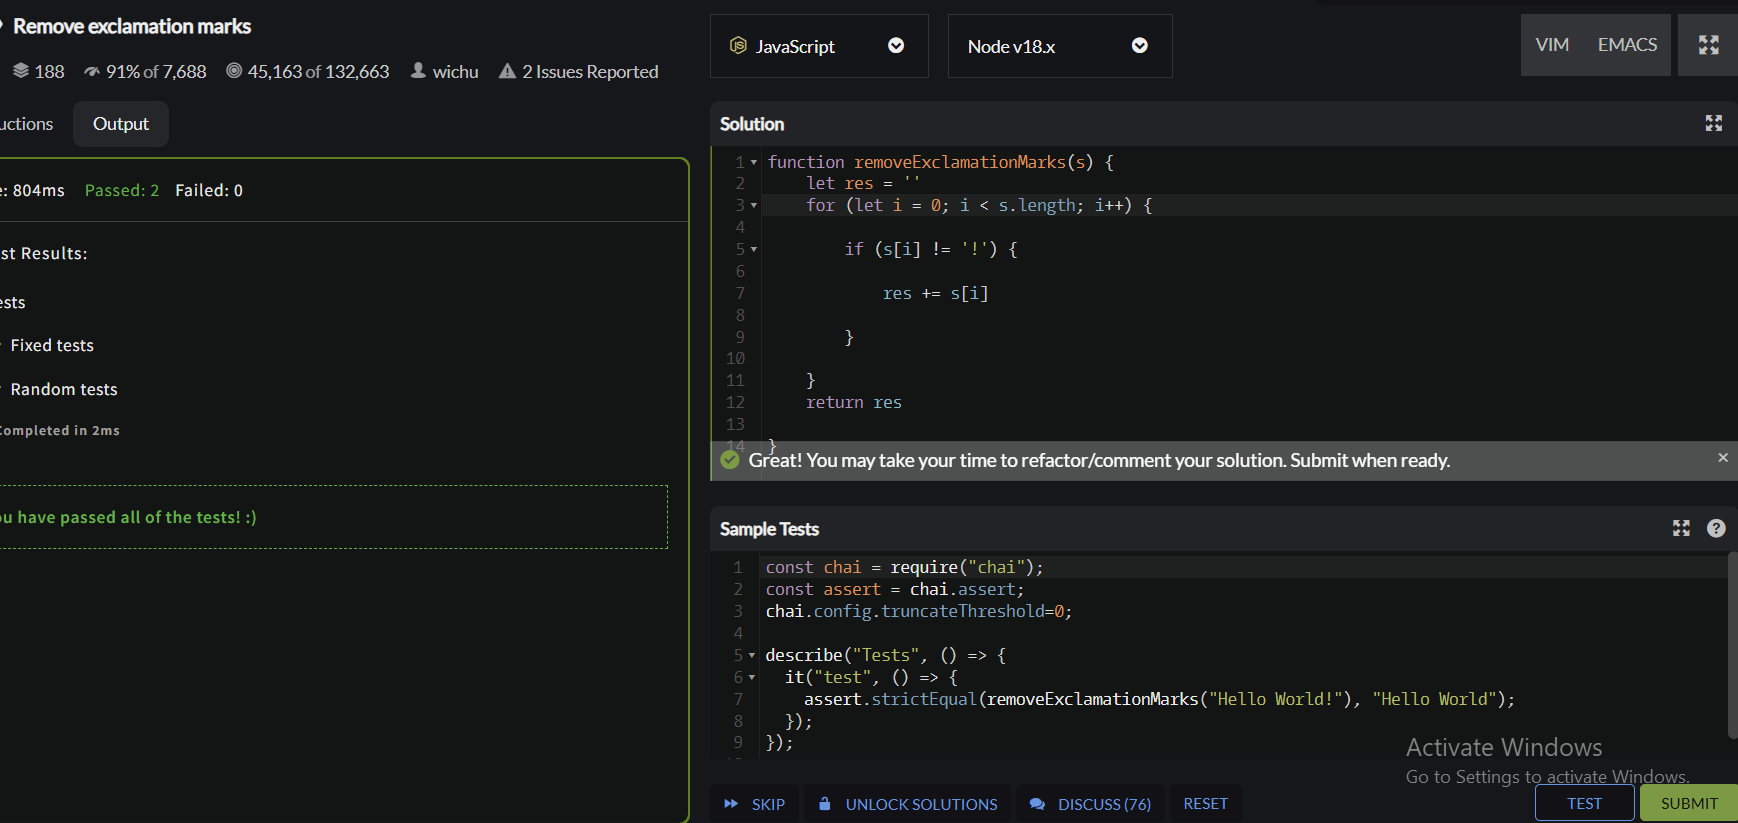 Remove exclamation marks
188 91% of 7,688 45,163 of 132,663 wichu 2 Issues Reported
uctions Output
e: 804ms Passed: 2 Failed: 0
st Results:
ests
Fixed tests
Random tests
Completed in 2ms
ou have passed all of the tests! :)
JS JavaScript Node v18.x VIM EMACS
Solution
1 function removeExclamationMarks(s) {
2 let res = ''
3 for (let i = 0; i < s.length; i++) {
4
5 if (s[i] != '!') {
6
7 res += s[i]
8
9 }
10
11 }
12 return res
13
14 }
Great! You may take your time to refactor/comment your solution. Submit when ready. ×
Sample Tests ?
1 const chai = require("chai");
2 const assert = chai.assert;
3 chai.config.truncateThreshold=0;
4
5 describe("Tests", () => {
6 it("test", () => {
7 assert.strictEqual(removeExclamationMarks("Hello World!"), "Hello World");
8 });
9 });
Activate Windows
Go to Settings to activate Windows.
SKIP UNLOCK SOLUTIONS DISCUSS (76) RESET TEST SUBMIT